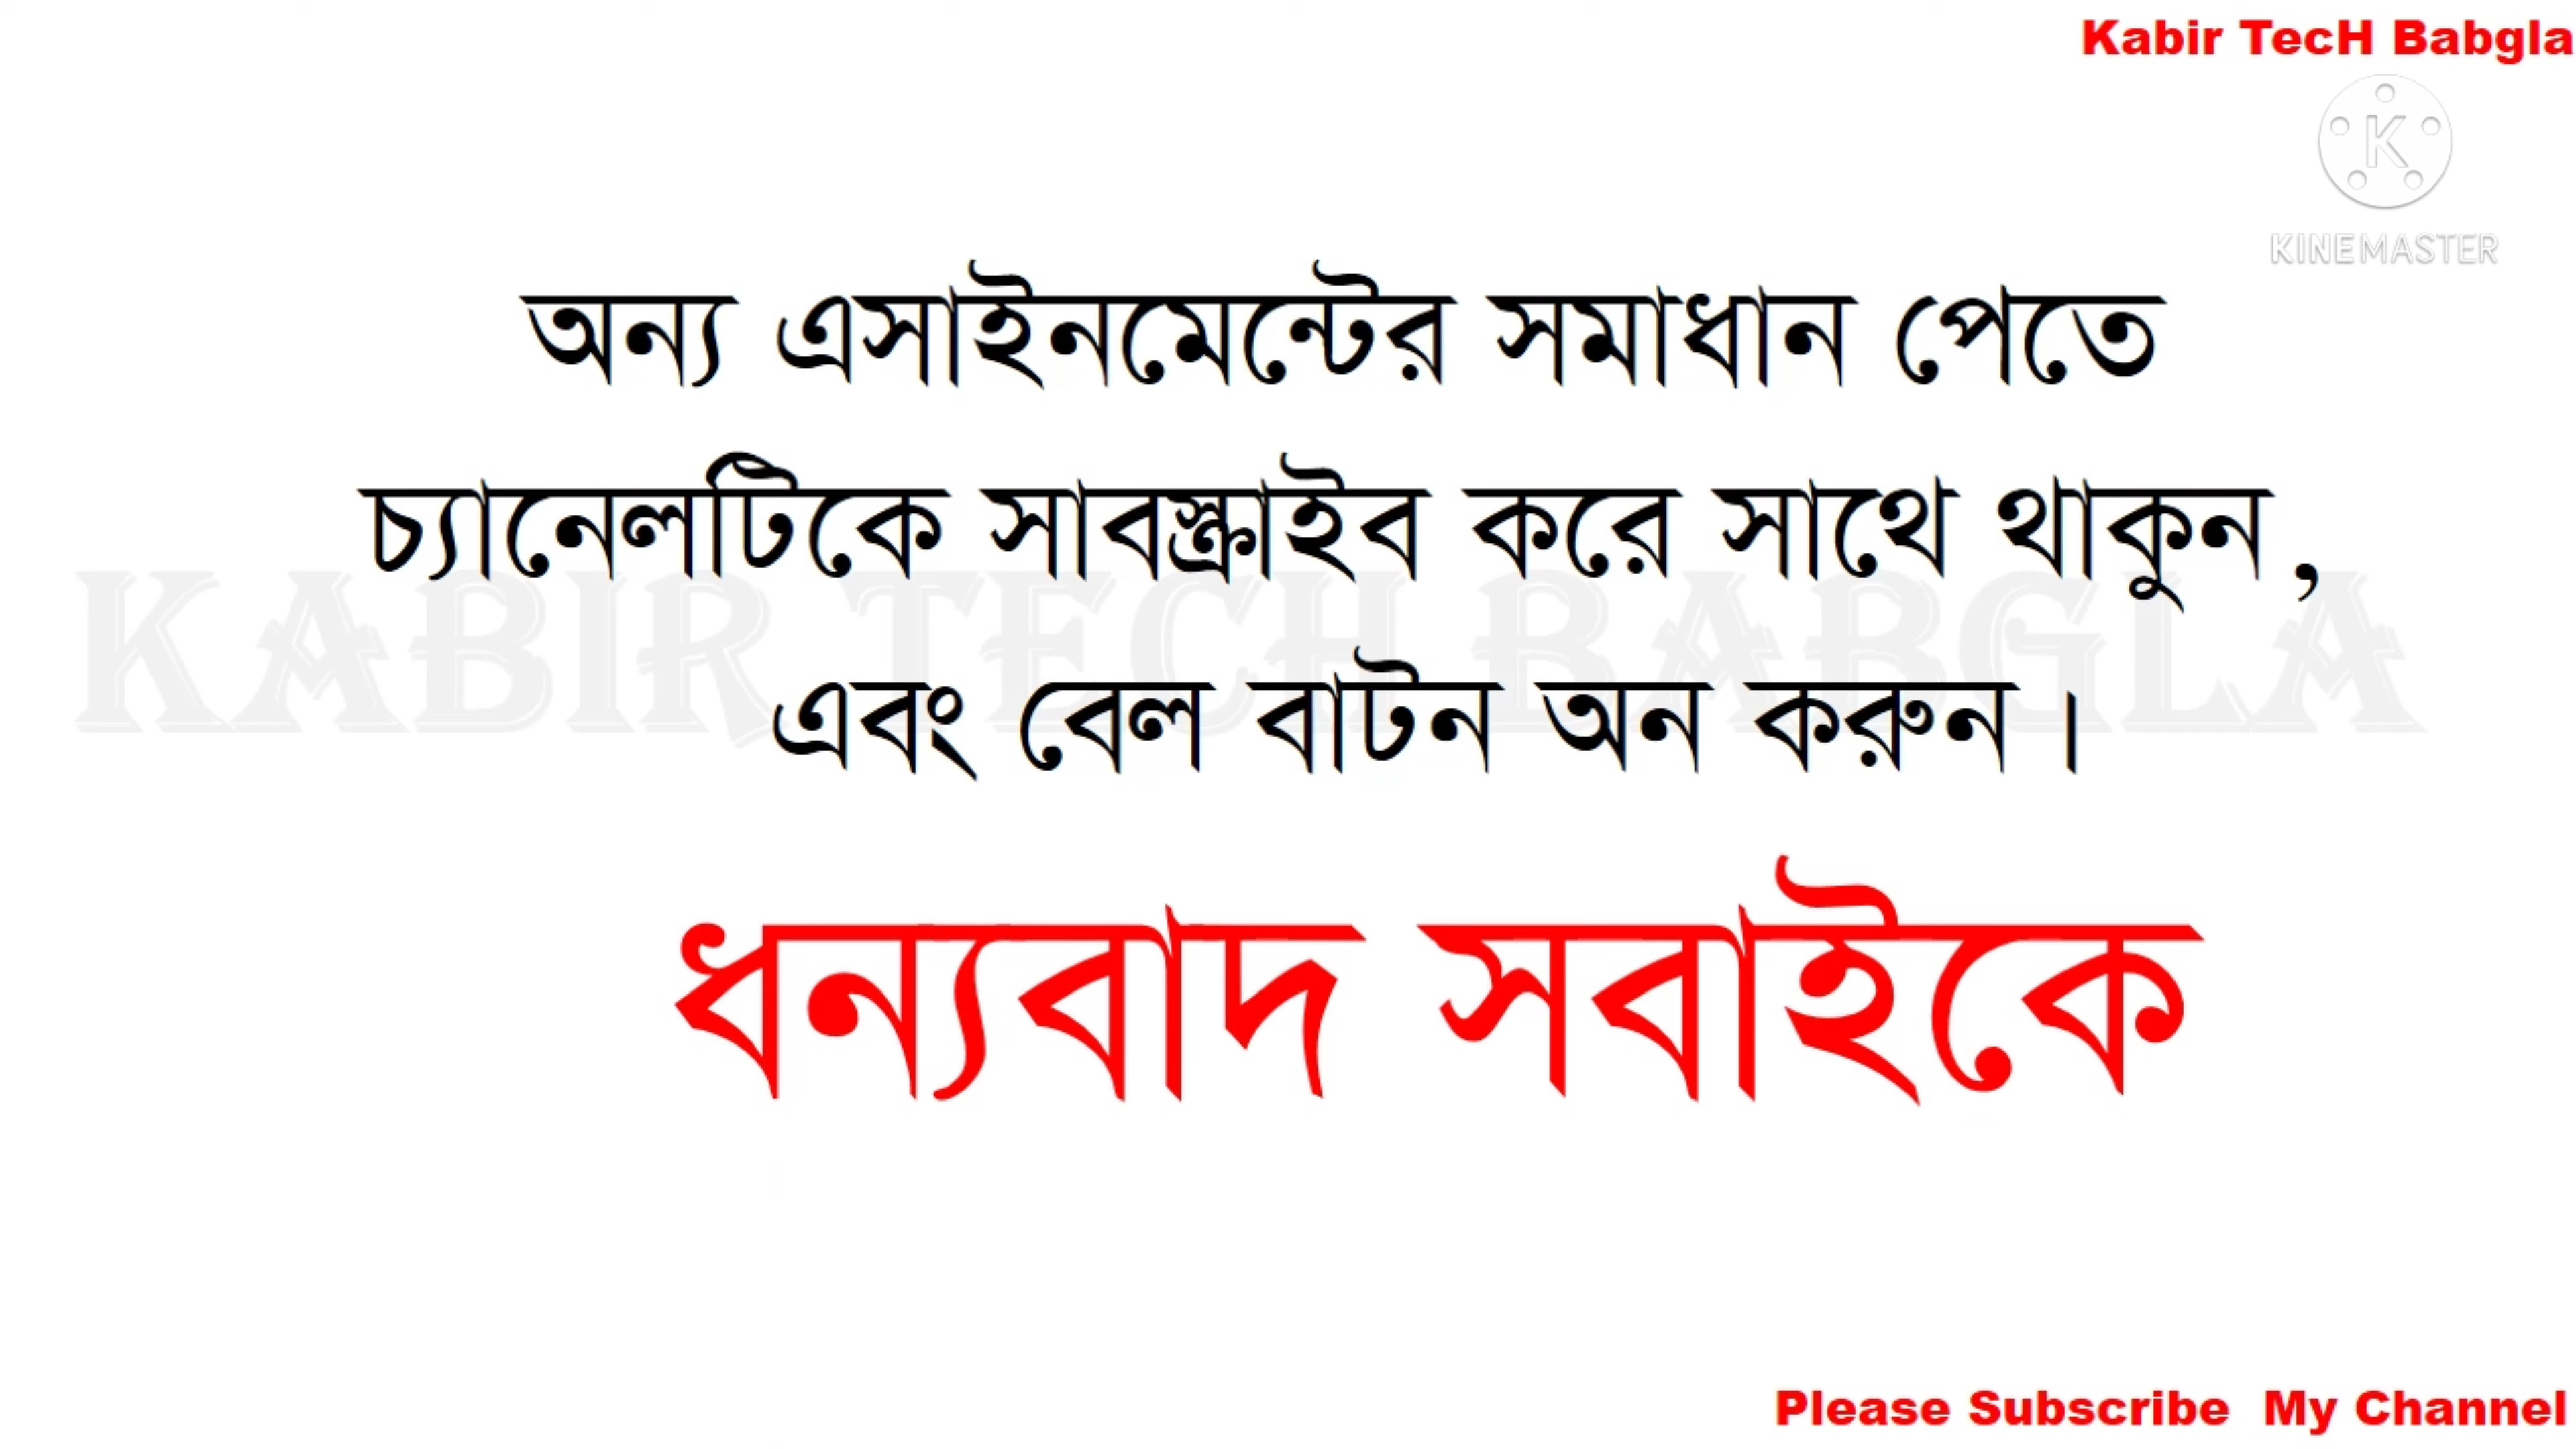 Kabir TecH Babgla
KINEMASTER
অন্য এসাইনমেন্টের সমাধান পেতে
চ্যানেলটিকে সাবস্ক্রাইব করে সাথে থাকুন,
KABIR TECH BABGLA
এবং বেল বাটন অন করুন।
ধন্যবাদ সবাইকে
Please Subscribe My Channel